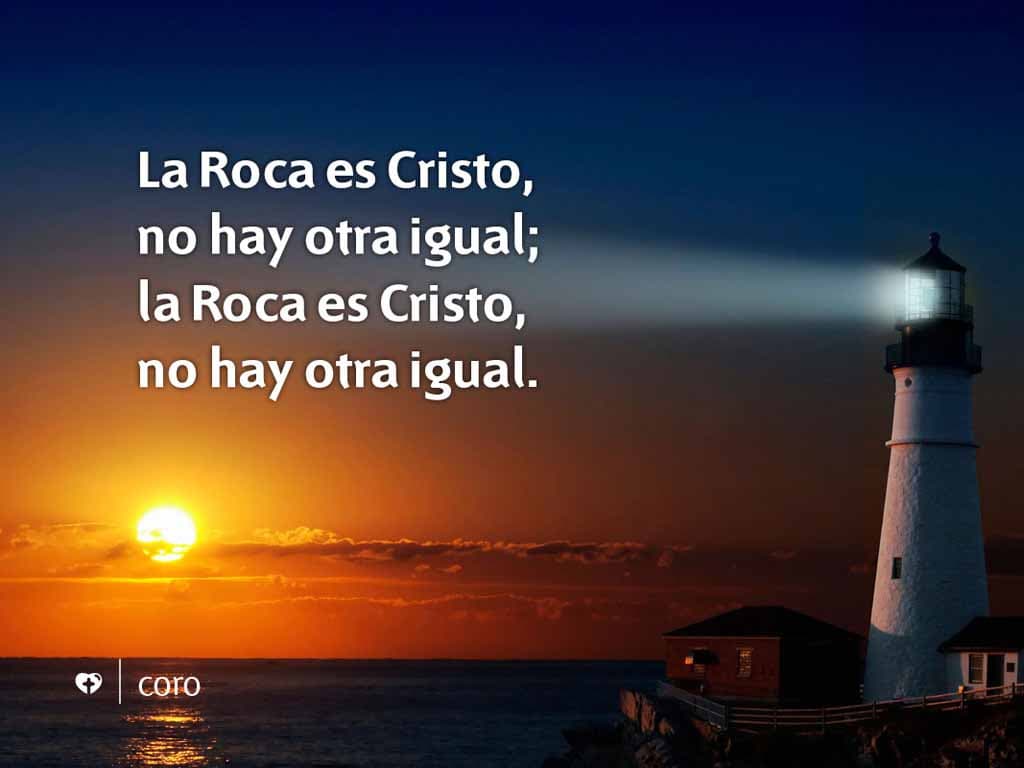 La Roca es Cristo,
no hay otra igual;
la Roca es Cristo,
no hay otra igual.
coro